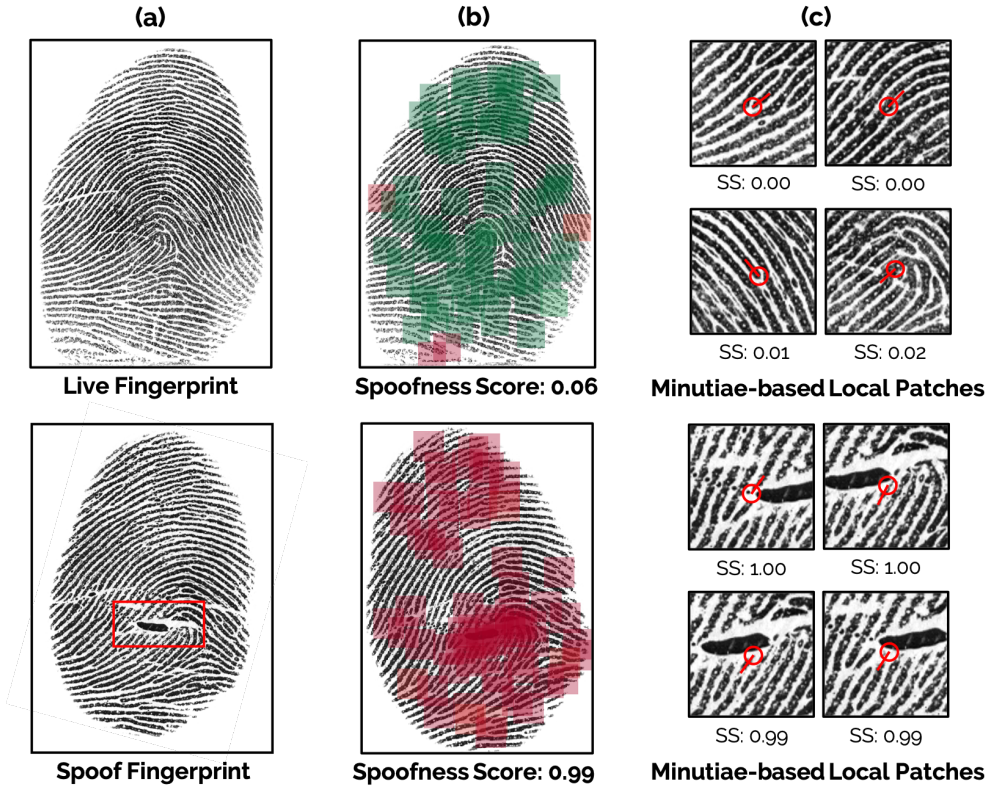 (a) (b) (c)
SS: 0.00 SS: 0.00
SS: 0.01 SS: 0.02
Live Fingerprint Spoofness Score: 0.06 Minutiae-based Local Patches
SS: 1.00 SS: 1.00
SS: 0.99 SS: 0.99
Spoof Fingerprint Spoofness Score: 0.99 Minutiae-based Local Patches